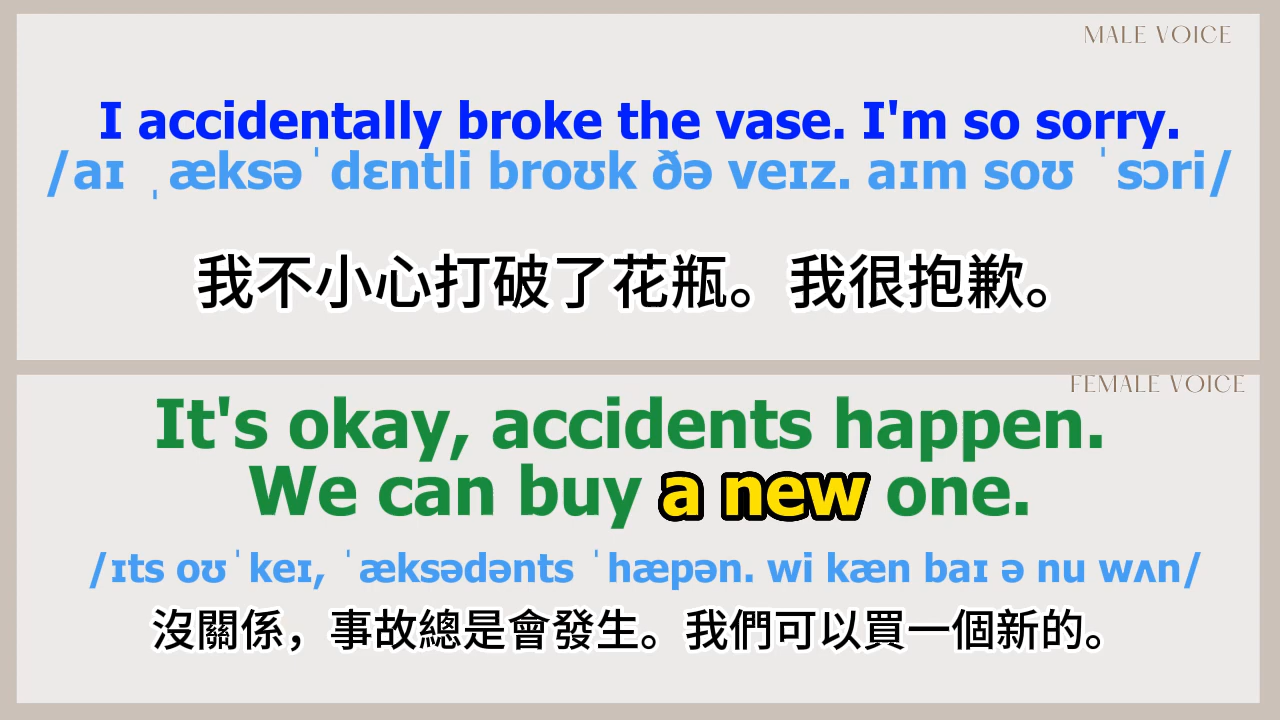 MALE VOICE
I accidentally broke the vase. I'm so sorry.
/aɪ ˌæksəˈdɛntli broʊk ðə veɪz. aɪm soʊ ˈsɔri/
我不小心打破了花瓶。我很抱歉。
FEMALE VOICE
It's okay, accidents happen.
We can buy a new one.
/ɪts oʊˈkeɪ, ˈæksədənts ˈhæpən. wi kæn baɪ ə nu wʌn/
沒關係，事故總是會發生。我們可以買一個新的。